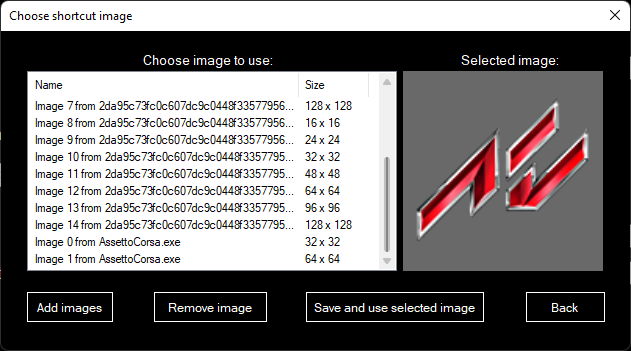 Choose shortcut image
Choose image to use:
Selected image:
Name Size
Image 7 from 2da95c73fc0c607dc9c0448f33577956... 128 x 128
Image 8 from 2da95c73fc0c607dc9c0448f33577956... 16 x 16
Image 9 from 2da95c73fc0c607dc9c0448f33577956... 24 x 24
Image 10 from 2da95c73fc0c607dc9c0448f3357795... 32 x 32
Image 11 from 2da95c73fc0c607dc9c0448f3357795... 48 x 48
Image 12 from 2da95c73fc0c607dc9c0448f3357795... 64 x 64
Image 13 from 2da95c73fc0c607dc9c0448f3357795... 96 x 96
Image 14 from 2da95c73fc0c607dc9c0448f3357795... 128 x 128
Image 0 from AssettoCorsa.exe 32 x 32
Image 1 from AssettoCorsa.exe 64 x 64
Add images
Remove image
Save and use selected image
Back